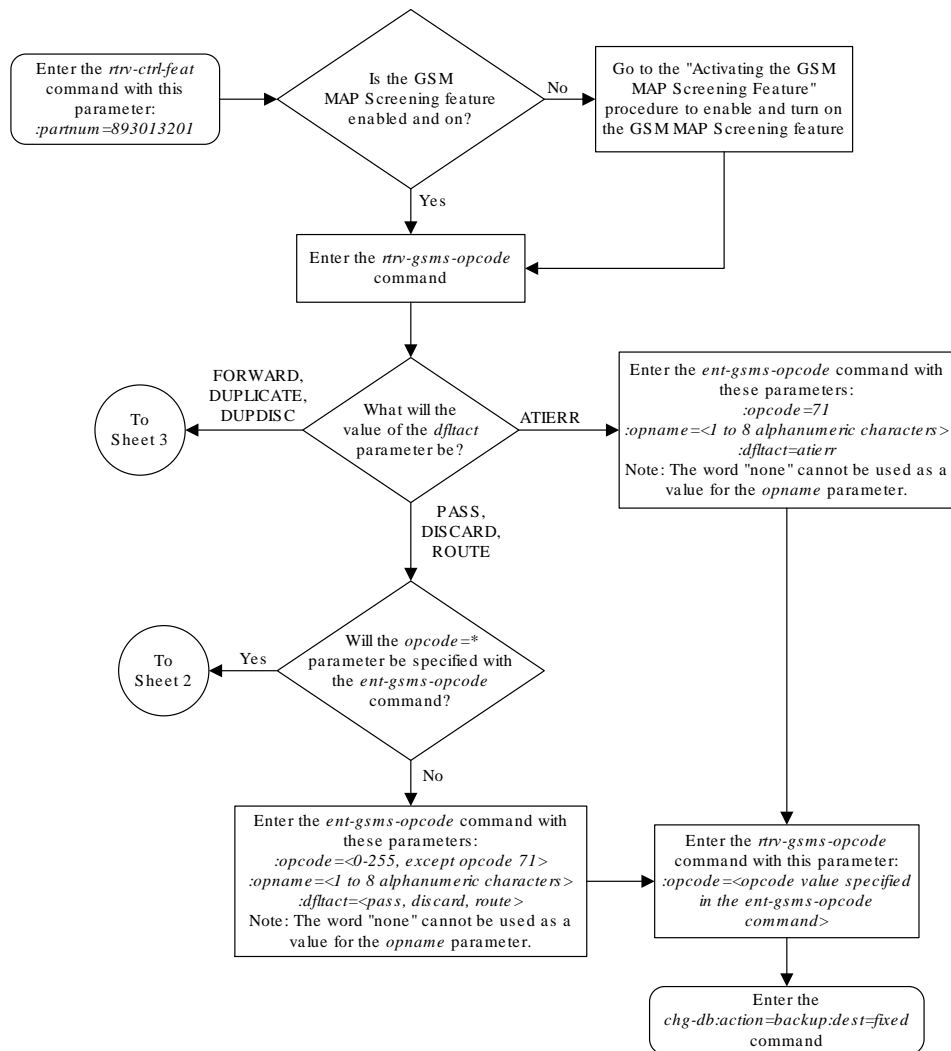 Enter the rtrv-ctrl-feat
command with this
parameter:
:partnum=893013201
Is the GSM
MAP Screening feature
enabled and on?
No
Go to the "Activating the GSM
MAP Screening Feature"
procedure to enable and turn on
the GSM MAP Screening feature
Yes
Enter the rtrv-gsms-opcode
command
To
Sheet 3
FORWARD,
DUPLICATE,
DUPDISC
What will the
value of the dfltact
parameter be?
ATIERR
Enter the ent-gsms-opcode command with
these parameters:
:opcode=71
:opname=<1 to 8 alphanumeric characters>
:dfltact=atierr
Note: The word "none" cannot be used as a
value for the opname parameter.
PASS,
DISCARD,
ROUTE
To
Sheet 2
Yes
Will the opcode=*
parameter be specified with
the ent-gsms-opcode
command?
No
Enter the ent-gsms-opcode command with
these parameters:
:opcode=<0-255, except opcode 71>
:opname=<1 to 8 alphanumeric characters>
:dfltact=<pass, discard, route>
Note: The word "none" cannot be used as a
value for the opname parameter.
Enter the rtrv-gsms-opcode
command with this parameter:
:opcode=<opcode value specified
in the ent-gsms-opcode
command>
Enter the
chg-db:action=backup:dest=fixed
command